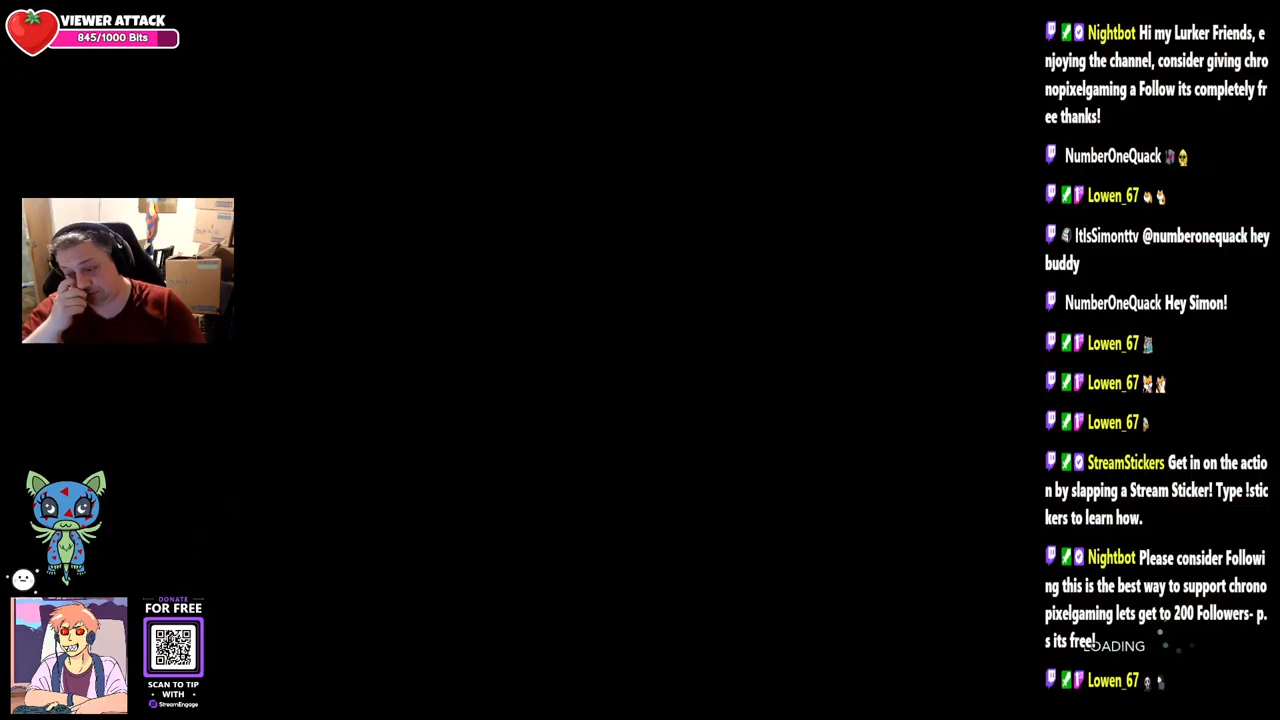 VIEWER ATTACK
845/1000 Bits
Nightbot Hi my Lurker Friends, e
njoying the channel, consider giving chro
nopixelgaming a Follow its completely fr
ee thanks!
NumberOneQuack
Lowen_67
ItIsSimonttv @numberonequack hey
buddy
NumberOneQuack Hey Simon!
Lowen_67
Lowen_67
Lowen_67
StreamStickers Get in on the actio
n by slapping a Stream Sticker! Type !stic
kers to learn how.
Nightbot Please consider Followi
ng this is the best way to support chrono
pixelgaming lets get to 200 Followers- p.
s its free!
LOADING
Lowen_67
DONATE
FOR FREE
SCAN TO TIP
WITH
StreamEngage